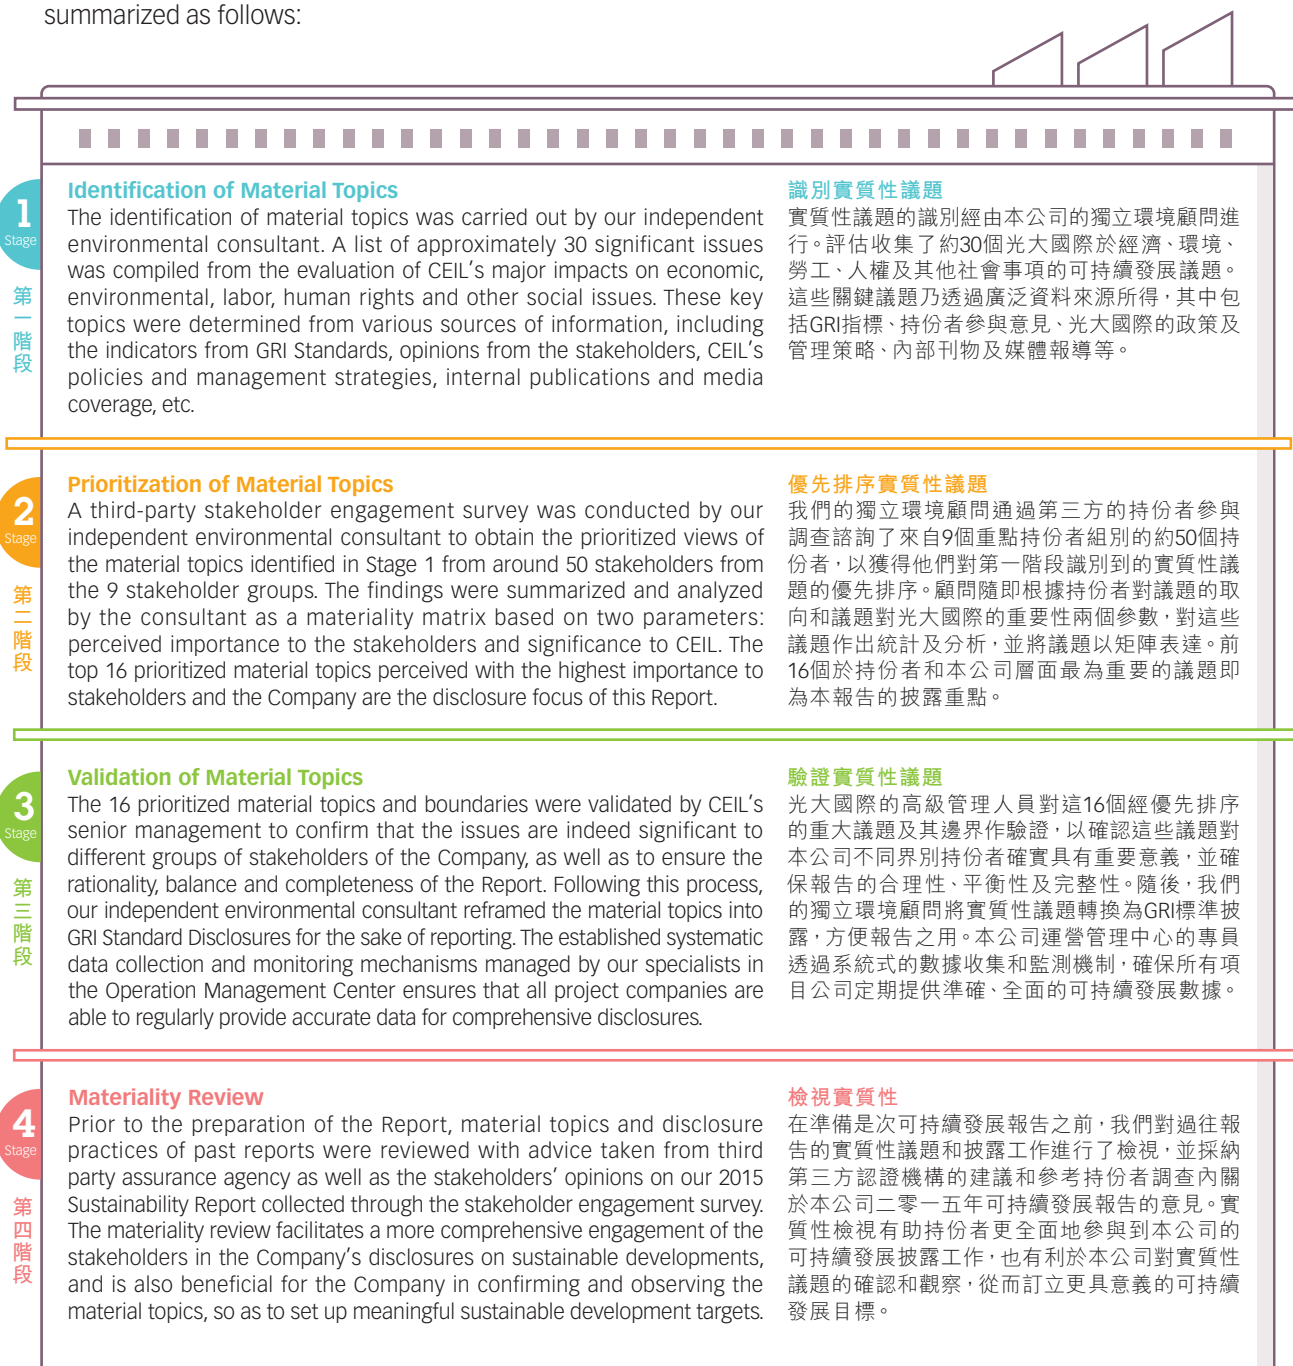 summarized as follows:
1
Stage
第一階段
Identification of Material Topics
The identification of material topics was carried out by our independent
environmental consultant. A list of approximately 30 significant issues
was compiled from the evaluation of CEIL's major impacts on economic,
environmental, labor, human rights and other social issues. These key
topics were determined from various sources of information, including
the indicators from GRI Standards, opinions from the stakeholders, CEIL's
policies and management strategies, internal publications and media
coverage, etc.
識別實質性議題
實質性議題的識別經由本公司的獨立環境顧問進
行。評估收集了約30個光大國際於經濟、環境、
勞工、人權及其他社會事項的可持續發展議題。
這些關鍵議題乃透過廣泛資料來源所得,其中包
括GRI指標、持份者參與意見、光大國際的政策及
管理策略、內部刊物及媒體報導等。
2
Stage
第二階段
Prioritization of Material Topics
A third-party stakeholder engagement survey was conducted by our
independent environmental consultant to obtain the prioritized views of
the material topics identified in Stage 1 from around 50 stakeholders from
the 9 stakeholder groups. The findings were summarized and analyzed
by the consultant as a materiality matrix based on two parameters:
perceived importance to the stakeholders and significance to CEIL. The
top 16 prioritized material topics perceived with the highest importance to
stakeholders and the Company are the disclosure focus of this Report.
優先排序實質性議題
我們的獨立環境顧問通過第三方的持份者參與
調查諮詢了來自9個重點持份者組別的約50個持
份者,以獲得他們對第一階段識別到的實質性議
題的優先排序。顧問隨即根據持份者對議題的取
向和議題對光大國際的重要性兩個參數,對這些
議題作出統計及分析,並將議題以矩陣表達。前
16個於持份者和本公司層面最為重要的議題即
為本報告的披露重點。
3
Stage
第三階段
Validation of Material Topics
The 16 prioritized material topics and boundaries were validated by CEIL's
senior management to confirm that the issues are indeed significant to
different groups of stakeholders of the Company, as well as to ensure the
rationality, balance and completeness of the Report. Following this process,
our independent environmental consultant reframed the material topics into
GRI Standard Disclosures for the sake of reporting. The established systematic
data collection and monitoring mechanisms managed by our specialists in
the Operation Management Center ensures that all project companies are
able to regularly provide accurate data for comprehensive disclosures.
驗證實質性議題
光大國際的高級管理人員對這16個經優先排序
的重大議題及其邊界作驗證,以確認這些議題對
本公司不同界別持份者確實具有重要意義,並確
保報告的合理性、平衡性及完整性。隨後,我們
的獨立環境顧問將實質性議題轉換為GRI標準披
露,方便報告之用。本公司運營管理中心的專員
透過系統式的數據收集和監測機制,確保所有項
目公司定期提供準確、全面的可持續發展數據。
4
Stage
第四階段
Materiality Review
Prior to the preparation of the Report, material topics and disclosure
practices of past reports were reviewed with advice taken from third
party assurance agency as well as the stakeholders' opinions on our 2015
Sustainability Report collected through the stakeholder engagement survey.
The materiality review facilitates a more comprehensive engagement of the
stakeholders in the Company's disclosures on sustainable developments,
and is also beneficial for the Company in confirming and observing the
material topics, so as to set up meaningful sustainable development targets.
檢視實質性
在準備是次可持續發展報告之前,我們對過往報
告的實質性議題和披露工作進行了檢視,並採納
第三方認證機構的建議和參考持份者調查內關
於本公司二零一五年可持續發展報告的意見。實
質性檢視有助持份者更全面地參與到本公司的
可持續發展披露工作,也有利於本公司對實質性
議題的確認和觀察,從而訂立更具意義的可持續
發展目標。